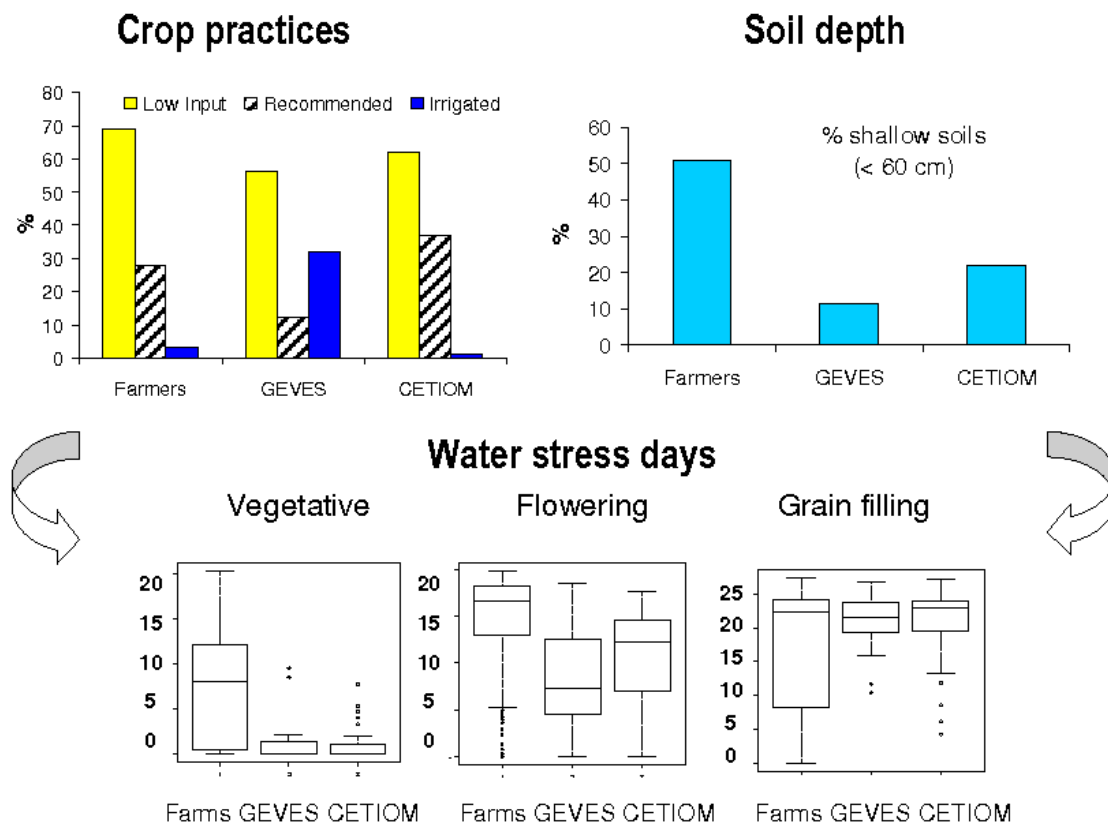 Crop practices
Soil depth
80
70
60
50
40
30
20
10
0
%
Low Input
Recommended
Irrigated
Farmers GEVES CETIOM
60
50
40
30
20
10
0
%
% shallow soils
(< 60 cm)
Farmers GEVES CETIOM
Water stress days
Vegetative
Flowering
Grain filling
20
15
10
5
0
20
15
10
5
0
25
20
15
10
5
0
Farms GEVES CETIOM
Farms GEVES CETIOM
Farms GEVES CETIOM